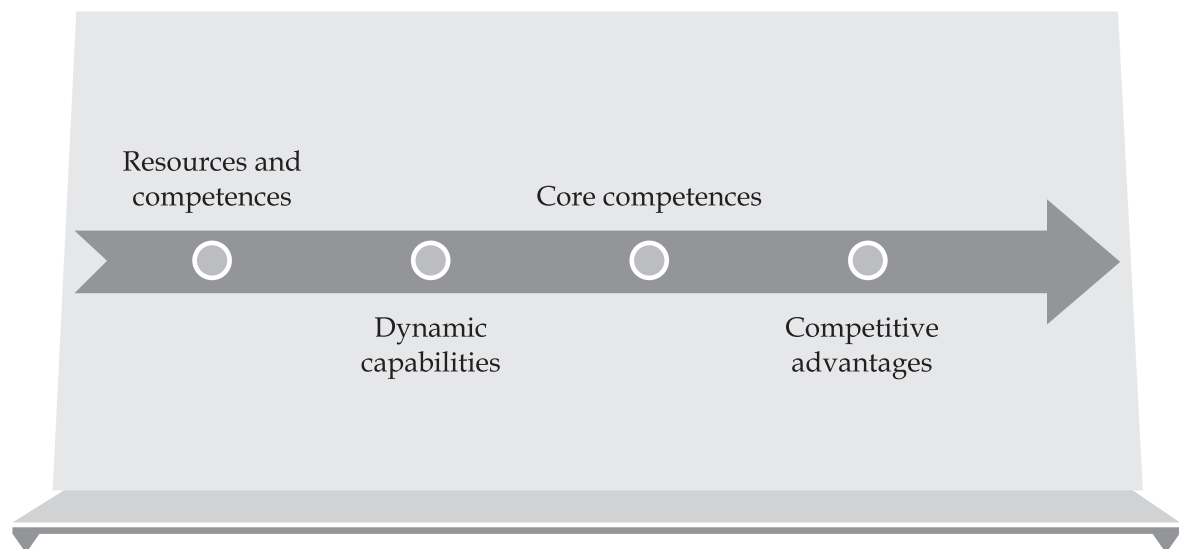 Resources and
competences
Core competences
Dynamic
capabilities
Competitive
advantages